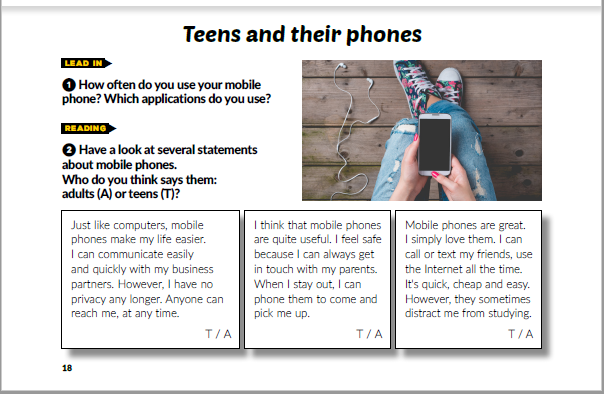 Teens and their phones
LEAD IN
1 How often do you use your mobile
phone? Which applications do you use?
READING
2 Have a look at several statements
about mobile phones.
Who do you think says them:
adults (A) or teens (T)?
Just like computers, mobile
phones make my life easier.
I can communicate easily
and quickly with my business
partners. However, I have no
privacy any longer. Anyone can
reach me, at any time.
T / A
I think that mobile phones
are quite useful. I feel safe
because I can always get
in touch with my parents.
When I stay out, I can
phone them to come and
pick me up.
T / A
Mobile phones are great.
I simply love them. I can
call or text my friends, use
the Internet all the time.
It's quick, cheap and easy.
However, they sometimes
distract me from studying.
T / A
18